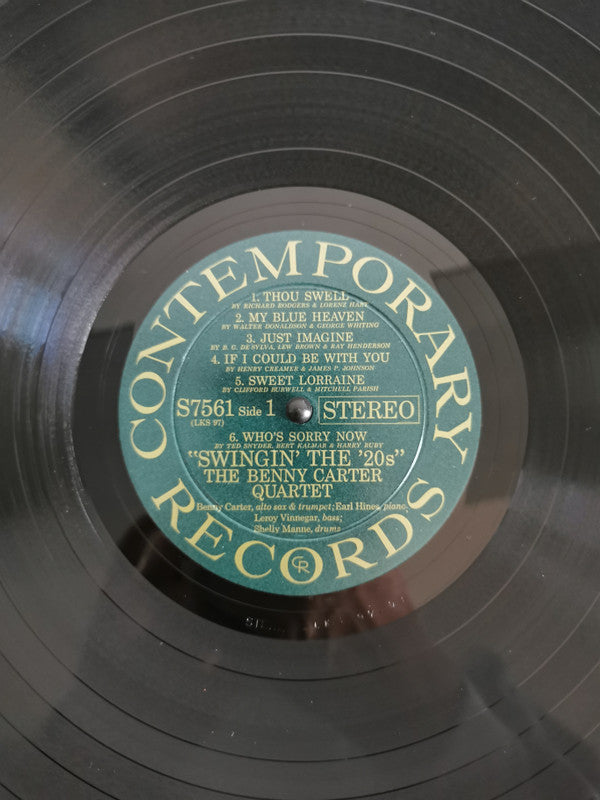 CONTEMPORARY
1. THOU SWELL
BY RICHARD RODGERS & LORENZ HART
2. MY BLUE HEAVEN
BY WALTER DONALDSON & GEORGE WHITING
3. JUST IMAGINE
BY B. G. DE SYLVA, LEW BROWN & RAY HENDERSON
4. IF I COULD BE WITH YOU
BY HENRY CREAMER & JAMES P. JOHNSON
5. SWEET LORRAINE
BY CLIFFORD BURWELL & MITCHELL PARISH
S7561 Side 1 STEREO
(LKS 97)
6. WHO'S SORRY NOW
BY TED SNYDER, BERT KALMAR & HARRY RUBY
"SWINGIN' THE '20s"
THE BENNY CARTER
QUARTET
Benny Carter, alto sax & trumpet; Earl Hines, piano;
Leroy Vinnegar, bass;
Shelly Manne, drums
CR
RECORDS